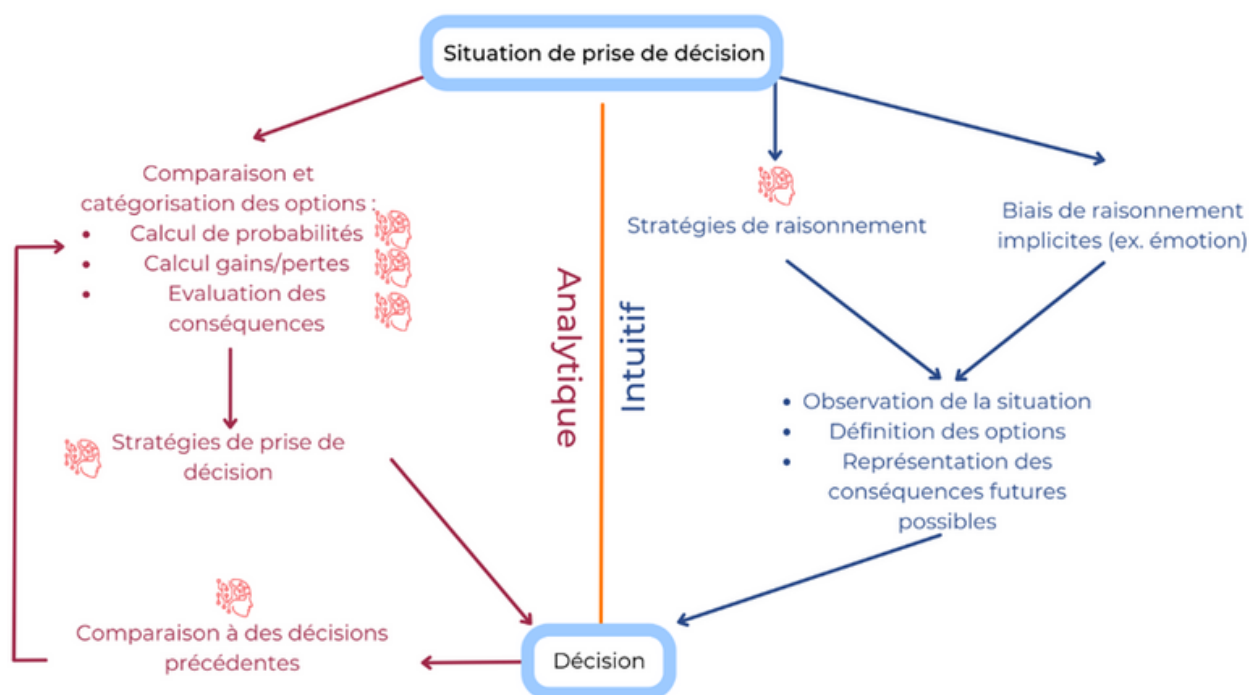 Situation de prise de décision
Comparaison et
catégorisation des options :
• Calcul de probabilités
• Calcul gains/pertes
• Evaluation des
conséquences
Stratégies de prise de
décision
Comparaison à des décisions
précédentes
Analytique
Intuitif
Stratégies de raisonnement
Biais de raisonnement
implicites (ex. émotion)
• Observation de la situation
• Définition des options
• Représentation des
conséquences futures
possibles
Décision